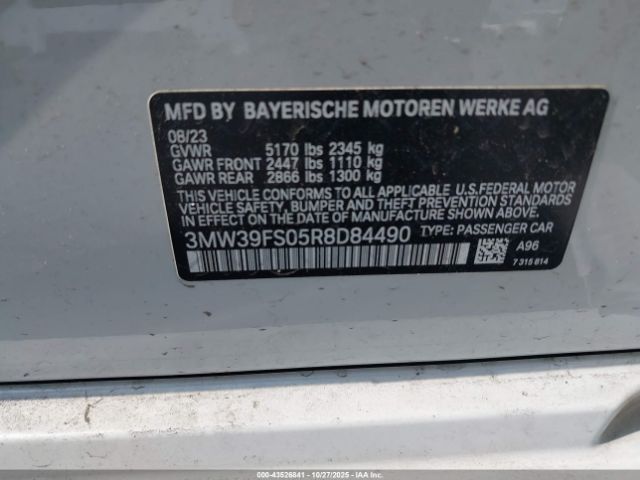 MFD BY BAYERISCHE MOTOREN WERKE AG
08/23
GVWR 5170 lbs 2345 kg
GAWR FRONT 2447 lbs 1110 kg
GAWR REAR 2866 lbs 1300 kg
THIS VEHICLE CONFORMS TO ALL APPLICABLE U.S.FEDERAL MOTOR
VEHICLE SAFETY, BUMPER AND THEFT PREVENTION STANDARDS
IN EFFECT ON THE DATE OF MANUFACTURE SHOWN ABOVE.
3MW39FS05R8D84490 TYPE: PASSENGER CAR
A96
7 315 814
000-43526841 | 10/27/2025 | IAAI.COM